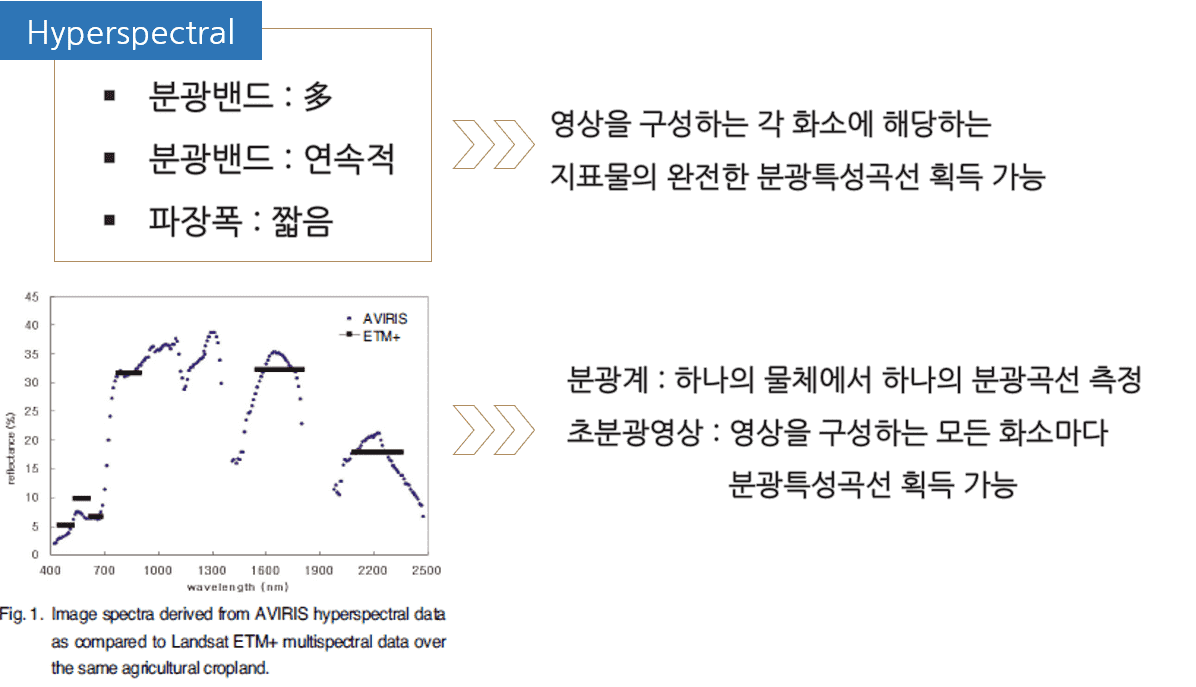 Hyperspectral
▪ 분광밴드 : 多
▪ 분광밴드 : 연속적
▪ 파장폭 : 짧음
영상을 구성하는 각 화소에 해당하는
지표물의 완전한 분광특성곡선 획득 가능
45
40
35
30
25
20
15
10
5
0
reflectance (%)
AVIRIS
ETM+
400 700 1000 1300 1600 1900 2200 2500
wavelength (nm)
Fig. 1. Image spectra derived from AVIRIS hyperspectral data
as compared to Landsat ETM+ multispectral data over
the same agricultural cropland.
분광계 : 하나의 물체에서 하나의 분광곡선 측정
초분광영상 : 영상을 구성하는 모든 화소마다
분광특성곡선 획득 가능